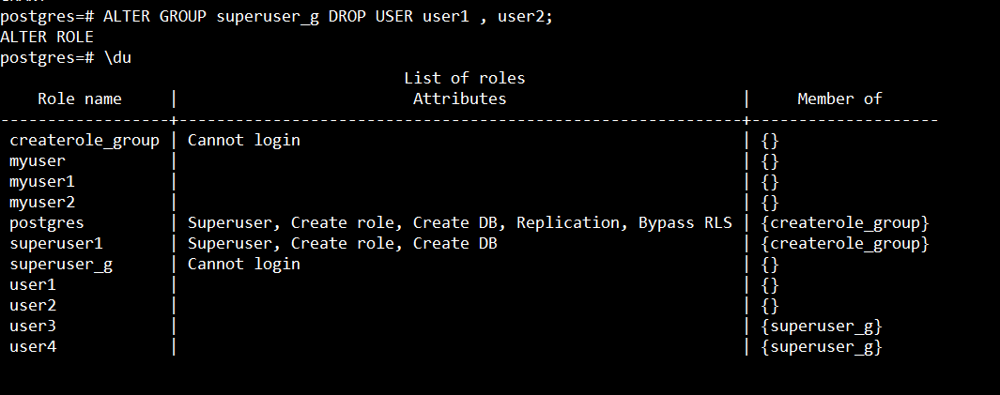 postgres=# ALTER GROUP superuser_g DROP USER user1 , user2;
ALTER ROLE
postgres=# \du
                                       List of roles
    Role name     |                       Attributes                       |     Member of
------------------+--------------------------------------------------------+--------------------
 createrole_group | Cannot login                                           | {}
 myuser           |                                                        | {}
 myuser1          |                                                        | {}
 myuser2          |                                                        | {}
 postgres         | Superuser, Create role, Create DB, Replication, Bypass RLS | {createrole_group}
 superuser1       | Superuser, Create role, Create DB                      | {createrole_group}
 superuser_g      | Cannot login                                           | {}
 user1            |                                                        | {}
 user2            |                                                        | {}
 user3            |                                                        | {superuser_g}
 user4            |                                                        | {superuser_g}